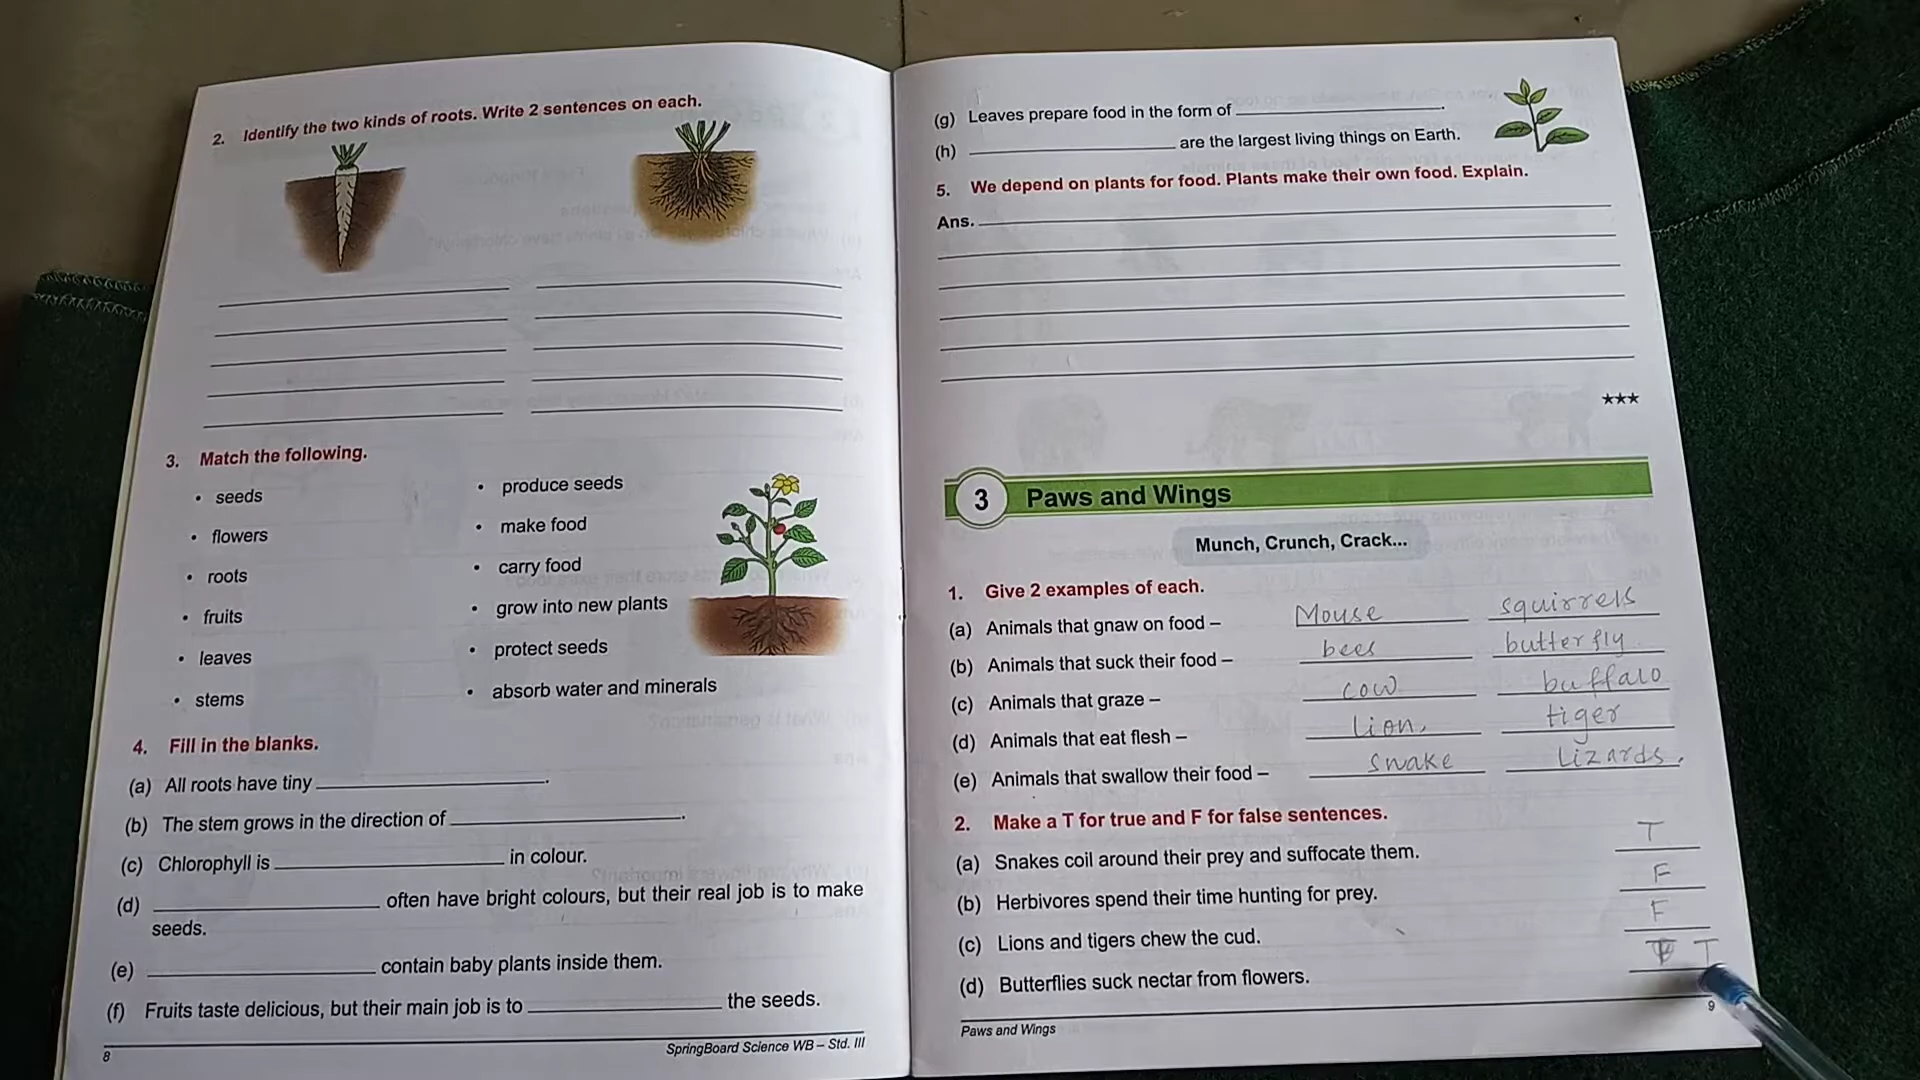 2. Identify the two kinds of roots. Write 2 sentences on each.
3. Match the following.
• seeds • produce seeds
• flowers • make food
• roots • carry food
• fruits • grow into new plants
• leaves • protect seeds
• stems • absorb water and minerals
4. Fill in the blanks.
(a) All roots have tiny ____________.
(b) The stem grows in the direction of ____________.
(c) Chlorophyll is ____________ in colour.
(d) ____________ often have bright colours, but their real job is to make
seeds.
(e) ____________ contain baby plants inside them.
(f) Fruits taste delicious, but their main job is to ____________ the seeds.
8 SpringBoard Science WB – Std. III
(g) Leaves prepare food in the form of ____________.
(h) ____________ are the largest living things on Earth.
5. We depend on plants for food. Plants make their own food. Explain.
Ans.
★★★
3 Paws and Wings
Munch, Crunch, Crack...
1. Give 2 examples of each.
(a) Animals that gnaw on food – Mouse squirrels
(b) Animals that suck their food – bees butterfly
(c) Animals that graze – cow buffalo
(d) Animals that eat flesh – lion, tiger
(e) Animals that swallow their food – snake Lizards.
2. Make a T for true and F for false sentences.
(a) Snakes coil around their prey and suffocate them. T
(b) Herbivores spend their time hunting for prey. F
(c) Lions and tigers chew the cud. F
(d) Butterflies suck nectar from flowers. T
Paws and Wings 9